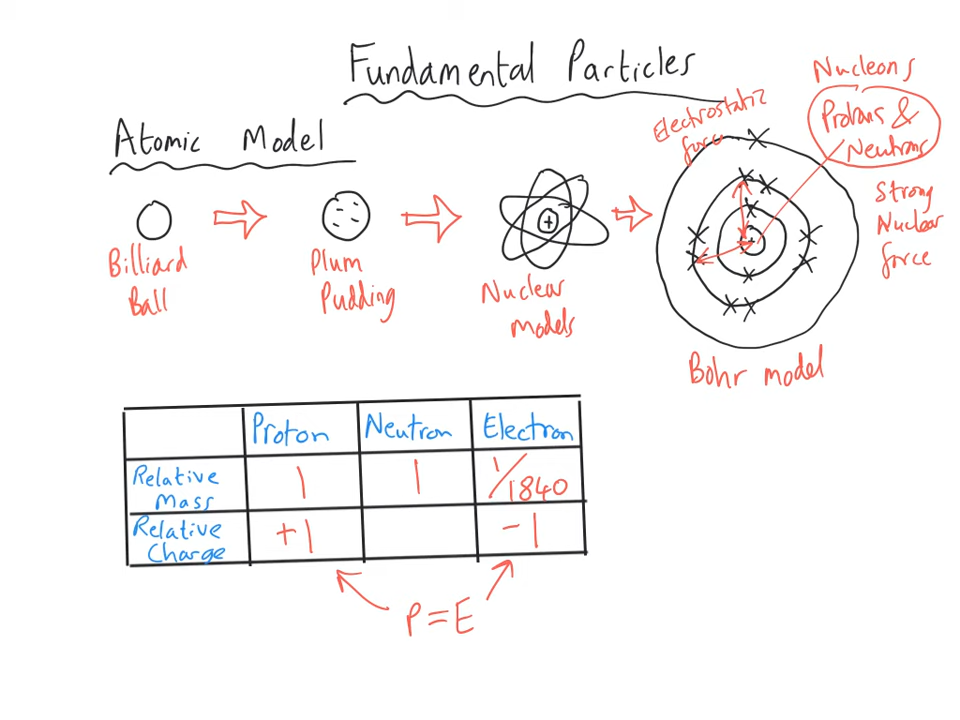 Fundamental Particles
Nucleons
Protons &
Neutrons
Electrostatic
force
Atomic Model
Strong
Nuclear
force
+
+
Billiard
Ball
Plum
Pudding
Nuclear
models
Bohr model
Proton Neutron Electron
Relative
Mass
1 1 1/1840
Relative
Charge
+1 -1
P=E